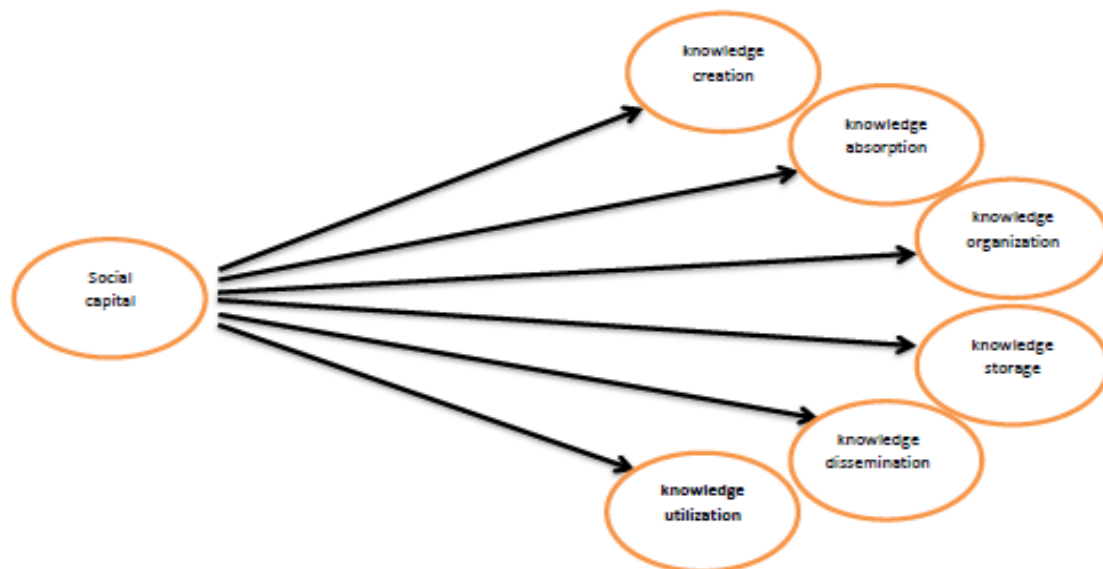 knowledge
creation
knowledge
absorption
knowledge
organization
Social
capital
knowledge
storage
knowledge
dissemination
knowledge
utilization